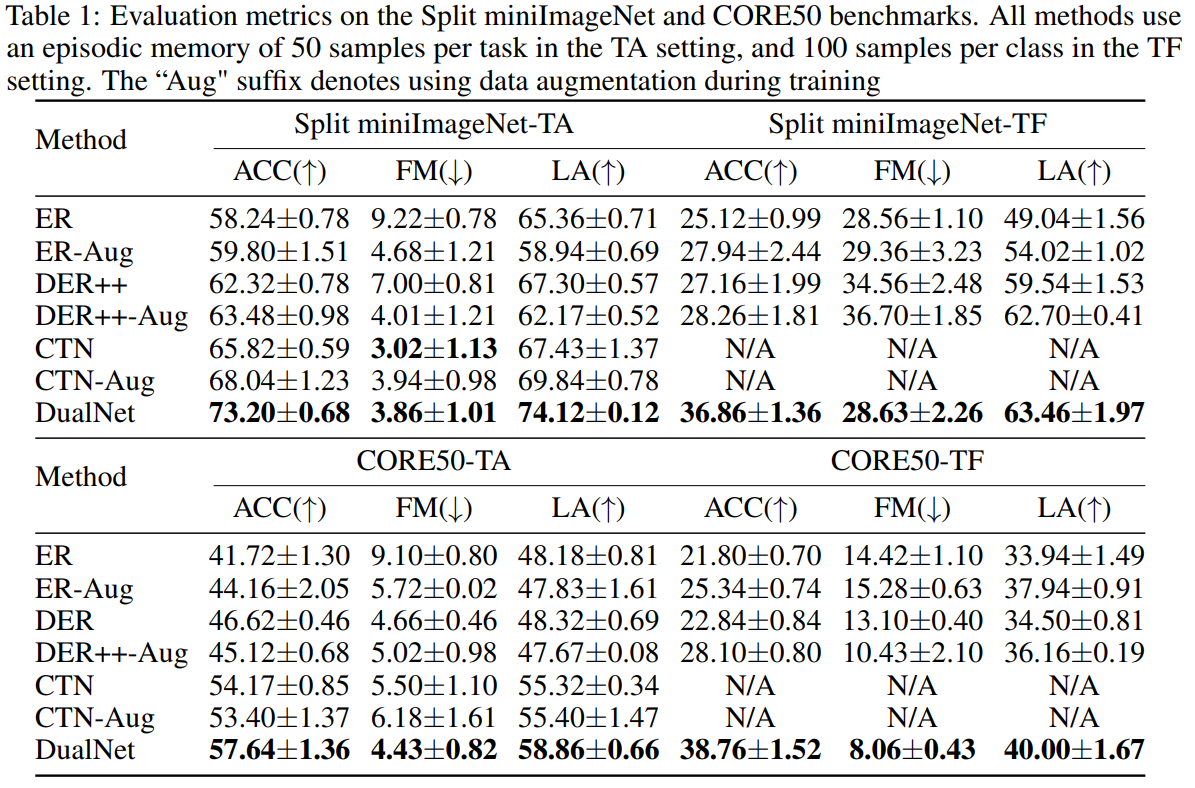 Table 1: Evaluation metrics on the Split miniImageNet and CORE50 benchmarks. All methods use
an episodic memory of 50 samples per task in the TA setting, and 100 samples per class in the TF
setting. The “Aug" suffix denotes using data augmentation during training
Method Split miniImageNet-TA Split miniImageNet-TF
ACC(↑) FM(↓) LA(↑) ACC(↑) FM(↓) LA(↑)
ER 58.24±0.78 9.22±0.78 65.36±0.71 25.12±0.99 28.56±1.10 49.04±1.56
ER-Aug 59.80±1.51 4.68±1.21 58.94±0.69 27.94±2.44 29.36±3.23 54.02±1.02
DER++ 62.32±0.78 7.00±0.81 67.30±0.57 27.16±1.99 34.56±2.48 59.54±1.53
DER++-Aug 63.48±0.98 4.01±1.21 62.17±0.52 28.26±1.81 36.70±1.85 62.70±0.41
CTN 65.82±0.59 3.02±1.13 67.43±1.37 N/A N/A N/A
CTN-Aug 68.04±1.23 3.94±0.98 69.84±0.78 N/A N/A N/A
DualNet 73.20±0.68 3.86±1.01 74.12±0.12 36.86±1.36 28.63±2.26 63.46±1.97
Method CORE50-TA CORE50-TF
ACC(↑) FM(↓) LA(↑) ACC(↑) FM(↓) LA(↑)
ER 41.72±1.30 9.10±0.80 48.18±0.81 21.80±0.70 14.42±1.10 33.94±1.49
ER-Aug 44.16±2.05 5.72±0.02 47.83±1.61 25.34±0.74 15.28±0.63 37.94±0.91
DER 46.62±0.46 4.66±0.46 48.32±0.69 22.84±0.84 13.10±0.40 34.50±0.81
DER++-Aug 45.12±0.68 5.02±0.98 47.67±0.08 28.10±0.80 10.43±2.10 36.16±0.19
CTN 54.17±0.85 5.50±1.10 55.32±0.34 N/A N/A N/A
CTN-Aug 53.40±1.37 6.18±1.61 55.40±1.47 N/A N/A N/A
DualNet 57.64±1.36 4.43±0.82 58.86±0.66 38.76±1.52 8.06±0.43 40.00±1.67